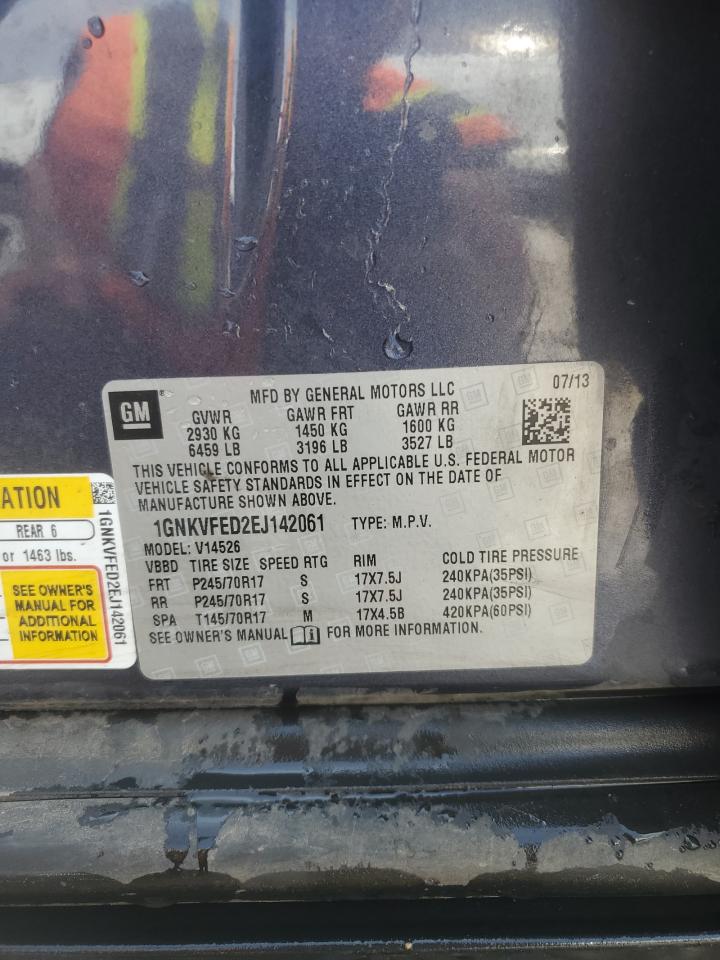 MFD BY GENERAL MOTORS LLC 07/13
GM
GVWR GAWR FRT GAWR RR
2930 KG 1450 KG 1600 KG
6459 LB 3196 LB 3527 LB
THIS VEHICLE CONFORMS TO ALL APPLICABLE U.S. FEDERAL MOTOR
VEHICLE SAFETY STANDARDS IN EFFECT ON THE DATE OF
MANUFACTURE SHOWN ABOVE.
1GNKVFED2EJ142061 TYPE: M.P.V.
MODEL: V14526
VBBD TIRE SIZE SPEED RTG RIM COLD TIRE PRESSURE
FRT P245/70R17 S 17X7.5J 240KPA(35PSI)
RR P245/70R17 S 17X7.5J 240KPA(35PSI)
SPA T145/70R17 M 17X4.5B 420KPA(60PSI)
SEE OWNER'S MANUAL FOR MORE INFORMATION.
ATION
REAR 6
or 1463 lbs.
SEE OWNER'S
MANUAL FOR
ADDITIONAL
INFORMATION
1GNKVFED2EJ142061